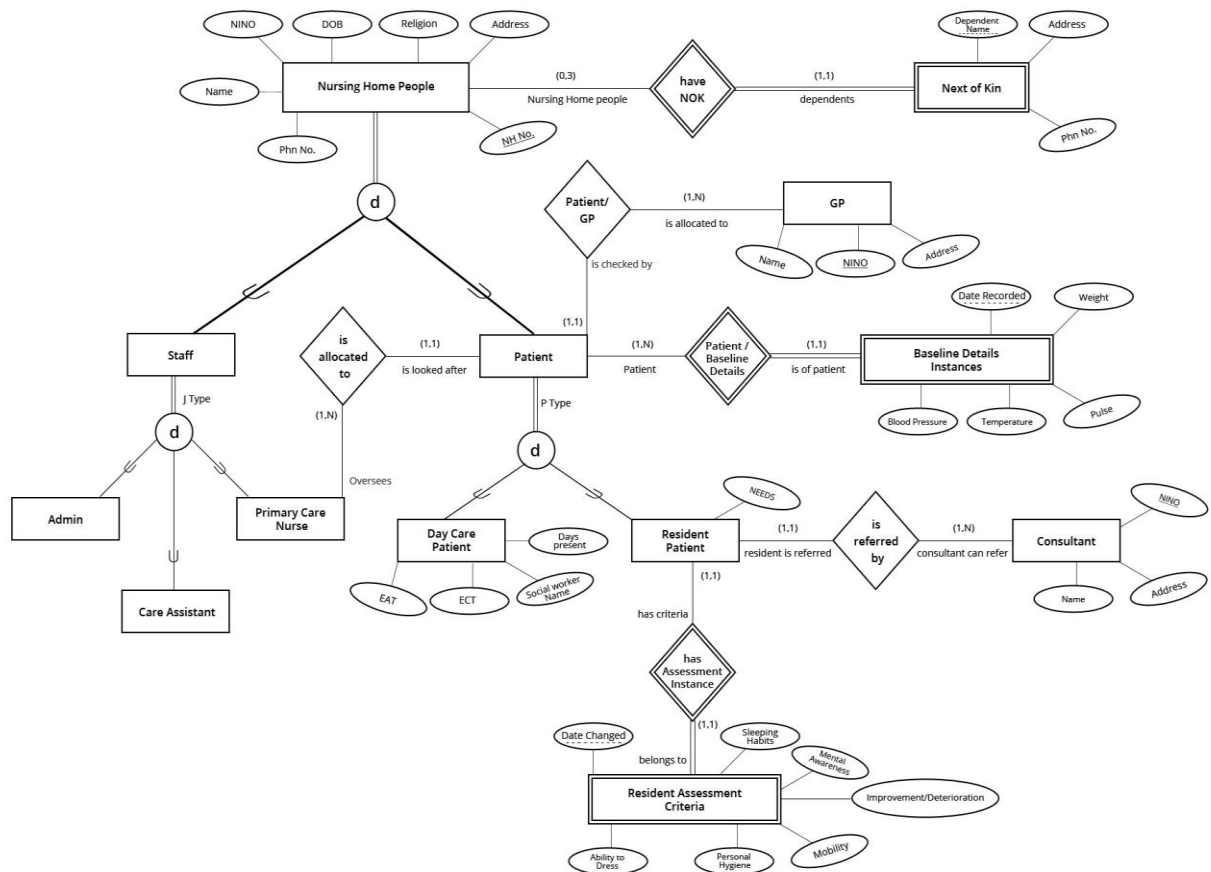 NINO
DOB
Religion
Address
Dependent
Name
Address
Nursing Home People
(0,3)
have
NOK
(1,1)
Next of Kin
Name
Nursing Home people
dependents
Phn No.
NH No.
Phn No.
d
Patient/
GP
(1,N)
is allocated to
GP
Name
NINO
Address
is checked by
Date Recorded
Weight
(1,1)
Staff
is
allocated
to
(1,1)
is looked after
Patient
(1,N)
Patient
Patient /
Baseline
Details
(1,1)
is of patient
Baseline Details
Instances
J Type
P Type
(1,N)
Blood Pressure
Temperature
Pulse
d
d
Oversees
Admin
Primary Care
Nurse
Day Care
Patient
Days
present
NEEDS
Resident
Patient
(1,1)
resident is referred
is
referred
by
(1,N)
consultant can refer
NINO
Consultant
EAT
ECT
Social worker
Name
(1,1)
Name
Address
Care Assistant
has criteria
has
Assessment
Instance
(1,1)
Date Changed
Sleeping
Habits
belongs to
Mental
Awareness
Resident Assessment
Criteria
Improvement/Deterioration
Ability to
Dress
Personal
Hygiene
Mobility